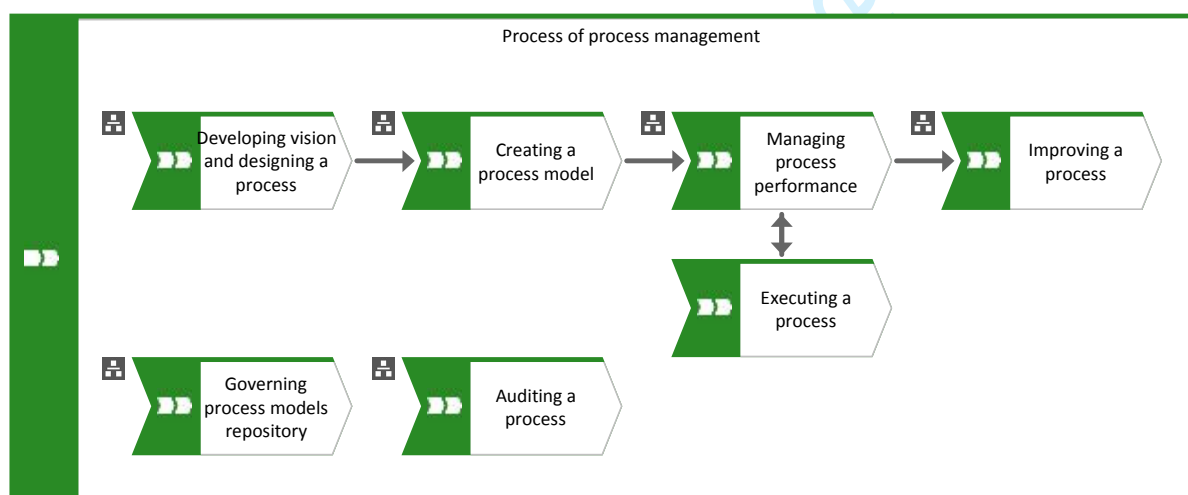 Process of process management
Developing vision
and designing a
process
Creating a
process model
Managing
process
performance
Improving a
process
Executing a
process
Governing
process models
repository
Auditing a
process